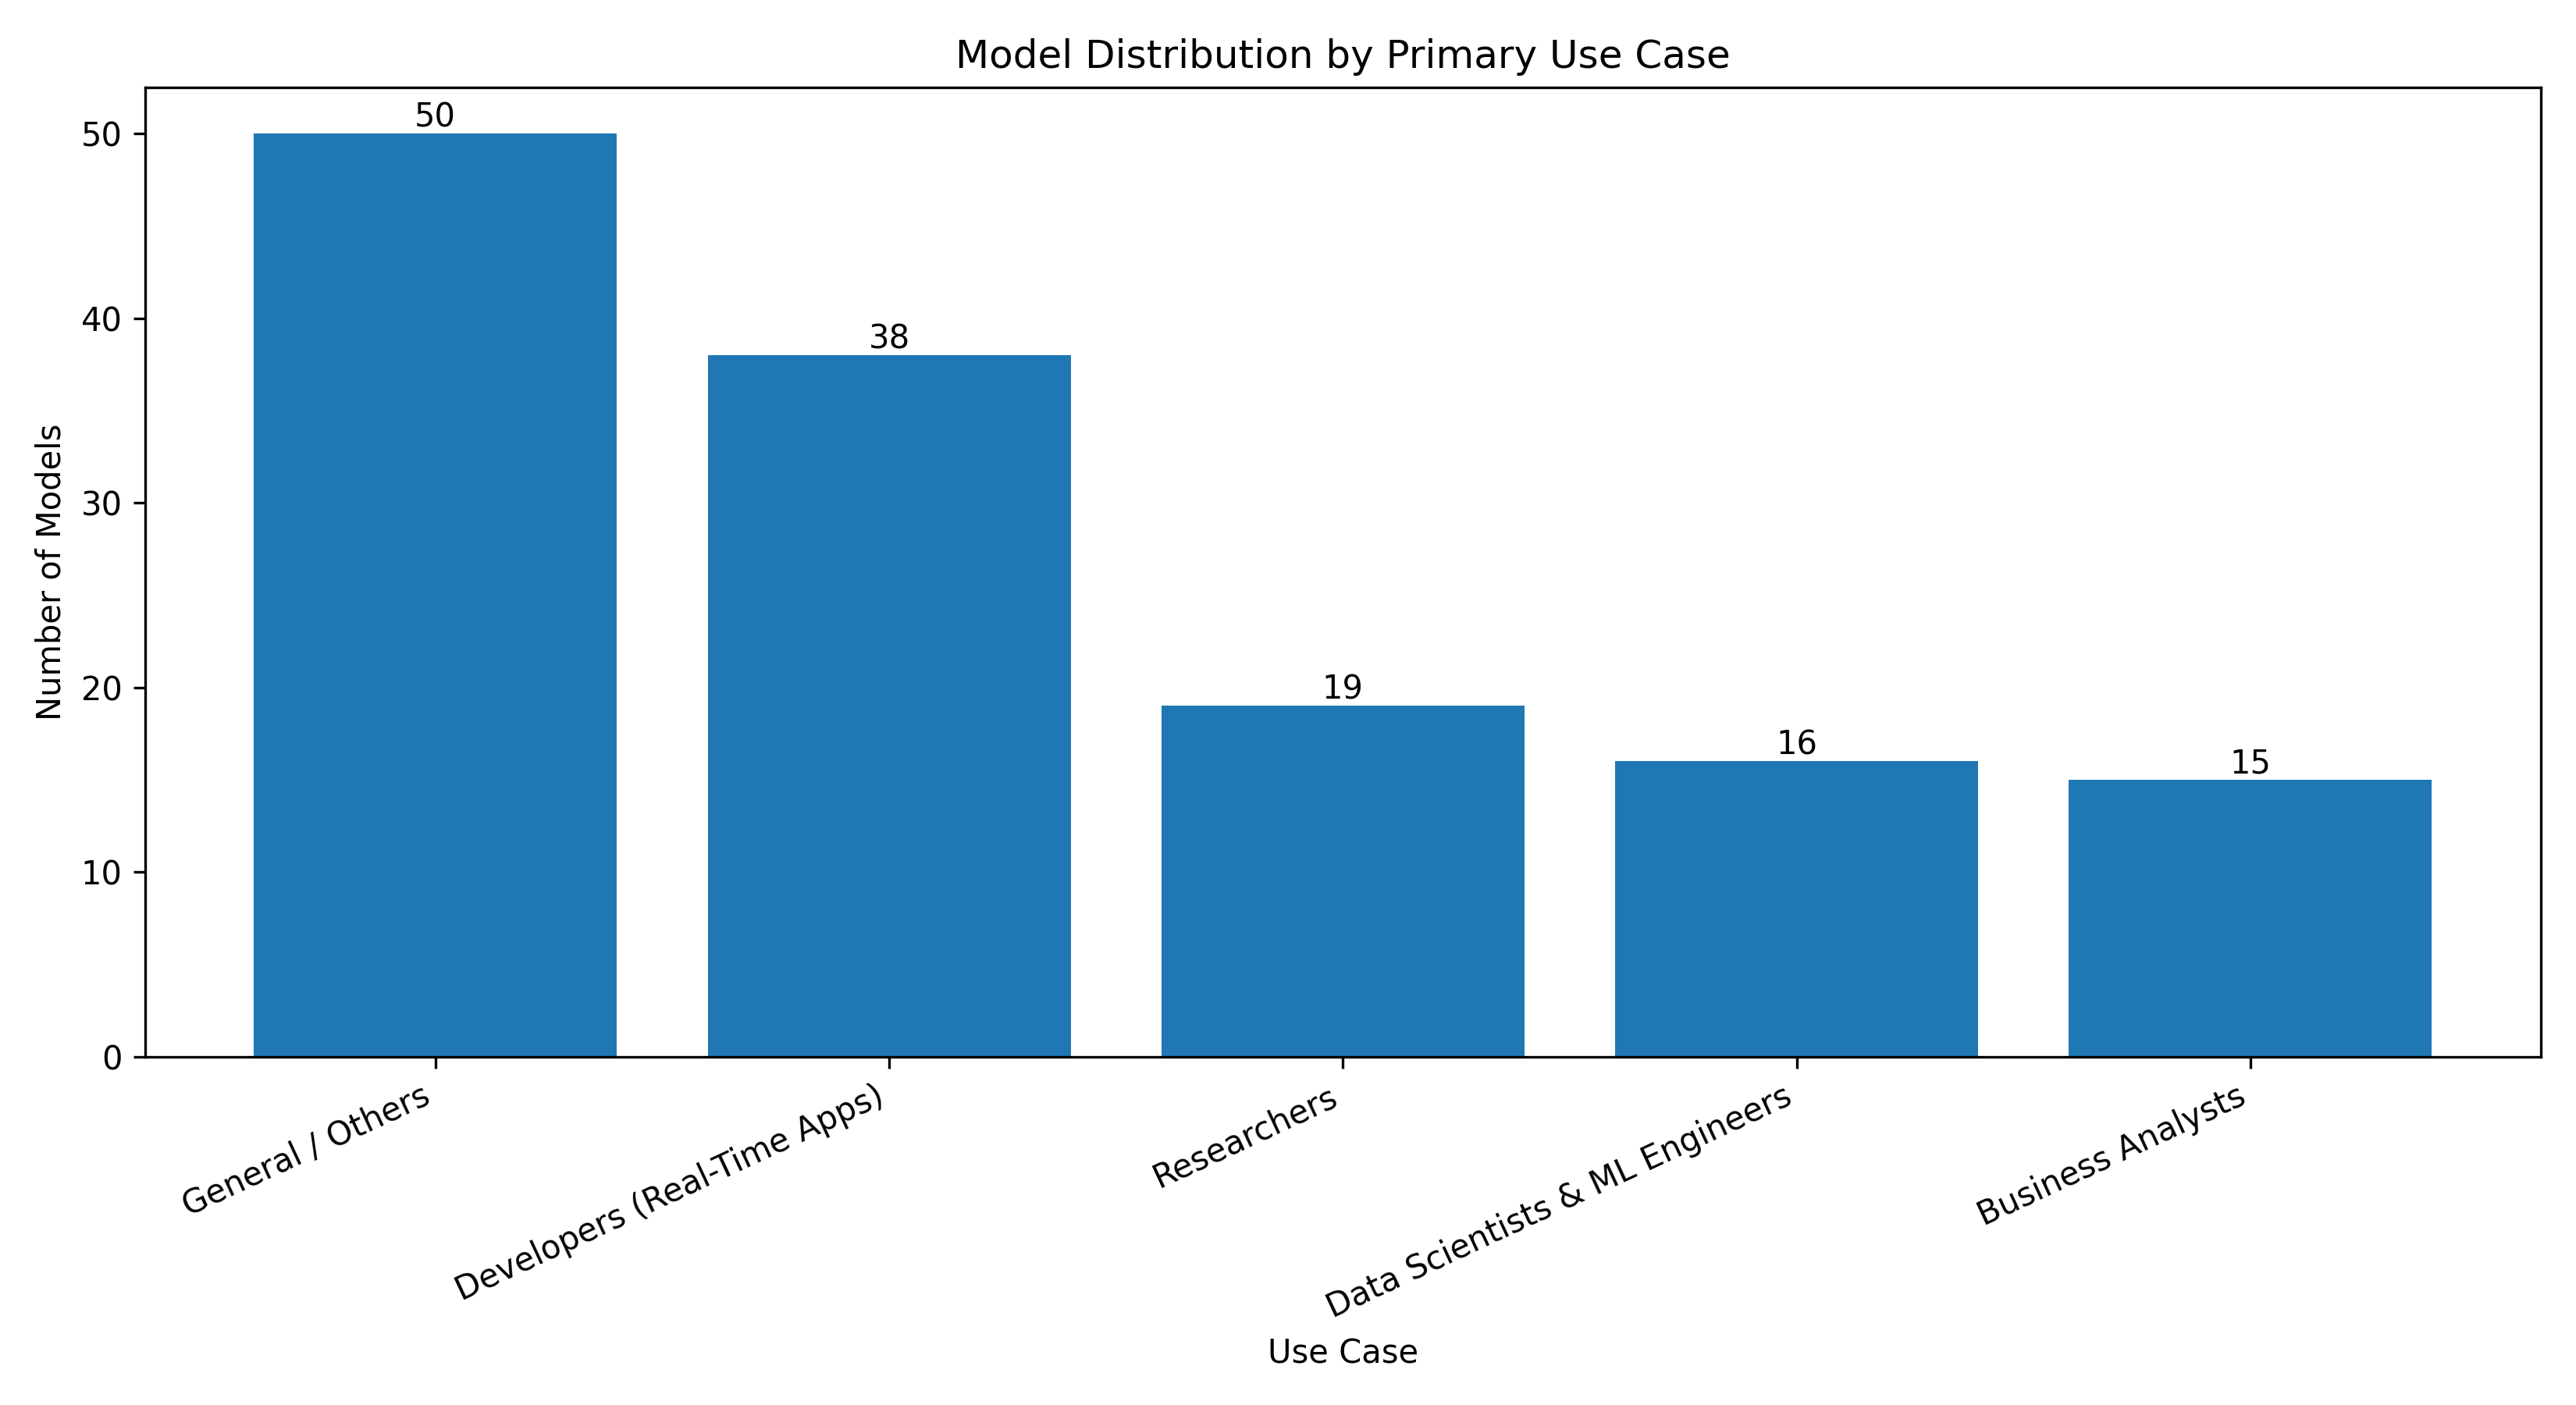 Model Distribution by Primary Use Case
Number of Models
50
40
30
20
10
0
50
38
19
16
15
General / Others
Developers (Real-Time Apps)
Researchers
Data Scientists & ML Engineers
Business Analysts
Use Case